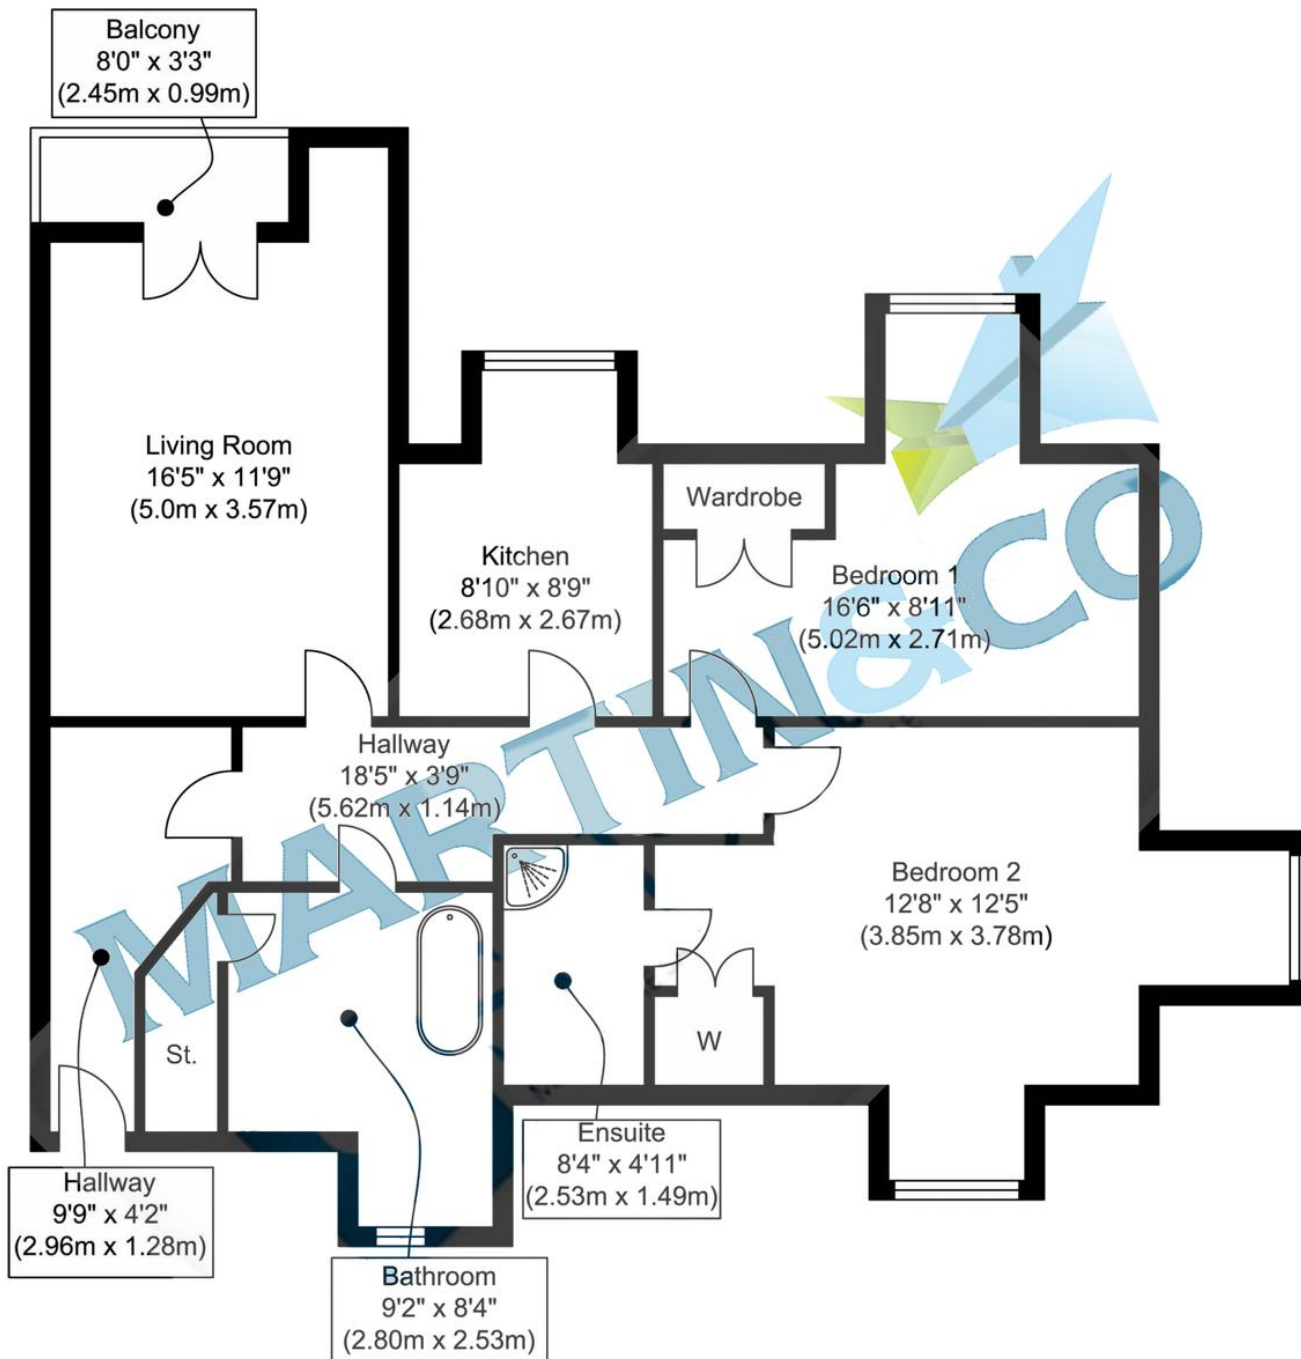 Balcony
8'0" x 3'3"
(2.45m x 0.99m)
Living Room
16'5" x 11'9"
(5.0m x 3.57m)
Kitchen
8'10" x 8'9"
(2.68m x 2.67m)
Wardrobe
Bedroom 1
16'6" x 8'11"
(5.02m x 2.71m)
Hallway
18'5" x 3'9"
(5.62m x 1.14m)
Bedroom 2
12'8" x 12'5"
(3.85m x 3.78m)
St.
W
Hallway
9'9" x 4'2"
(2.96m x 1.28m)
Ensuite
8'4" x 4'11"
(2.53m x 1.49m)
Bathroom
9'2" x 8'4"
(2.80m x 2.53m)
MARTIN&CO